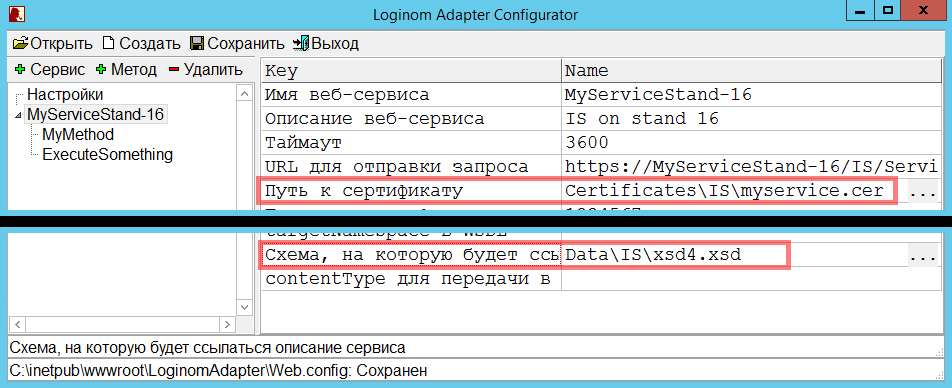 Loginom Adapter Configurator
Открыть Создать Сохранить Выход
Сервис Метод Удалить
Настройки
MyServiceStand-16
MyMethod
ExecuteSomething
Key Name
Имя веб-сервиса MyServiceStand-16
Описание веб-сервиса IS on stand 16
Таймаут 3600
URL для отправки запроса https://MyServiceStand-16/IS/Servi
Путь к сертификату Certificates\IS\myservice.cer ...
Схема, на которую будет ссы Data\IS\xsd4.xsd ...
contentType для передачи в
Схема, на которую будет ссылаться описание сервиса
C:\inetpub\wwwroot\LoginomAdapter\Web.config: Сохранен